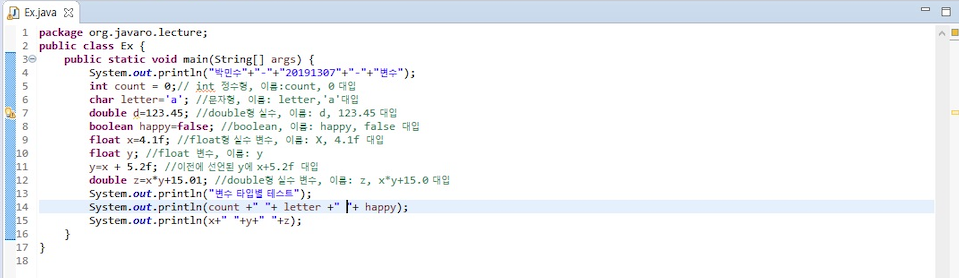 Ex.java
1 package org.javaro.lecture;
2 public class Ex {
3 public static void main(String[] args) {
4 System.out.println("박민수"+"-"+"20191307"+"-"+"변수");
5 int count = 0;// int 정수형, 이름:count, 0 대입
6 char letter='a'; //문자형, 이름: letter,'a'대입
7 double d=123.45; //double형 실수, 이름: d, 123.45 대입
8 boolean happy=false; //boolean, 이름: happy, false 대입
9 float x=4.1f; //float형 실수 변수, 이름: X, 4.1f 대입
10 float y; //float 변수, 이름: y
11 y=x + 5.2f; //이전에 선언된 y에 x+5.2f 대입
12 double z=x*y+15.01; //double형 실수 변수, 이름: z, x*y+15.0 대입
13 System.out.println("변수 타입별 테스트");
14 System.out.println(count +" "+ letter +" "+ happy);
15 System.out.println(x+" "+y+" "+z);
16 }
17 }
18